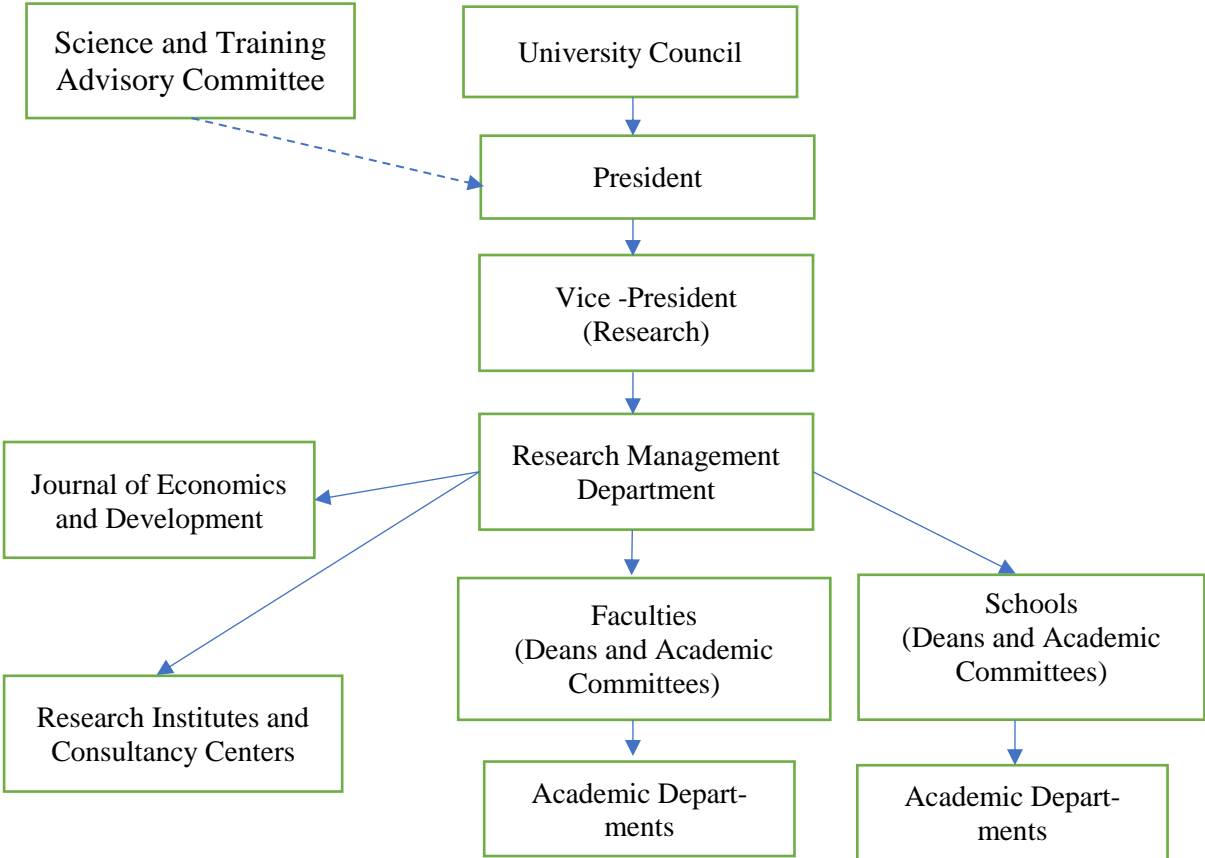 Science and Training
Advisory Committee
University Council
President
Vice -President
(Research)
Research Management
Department
Journal of Economics
and Development
Faculties
(Deans and Academic
Committees)
Schools
(Deans and Academic
Committees)
Research Institutes and
Consultancy Centers
Academic Depart-
ments
Academic Depart-
ments